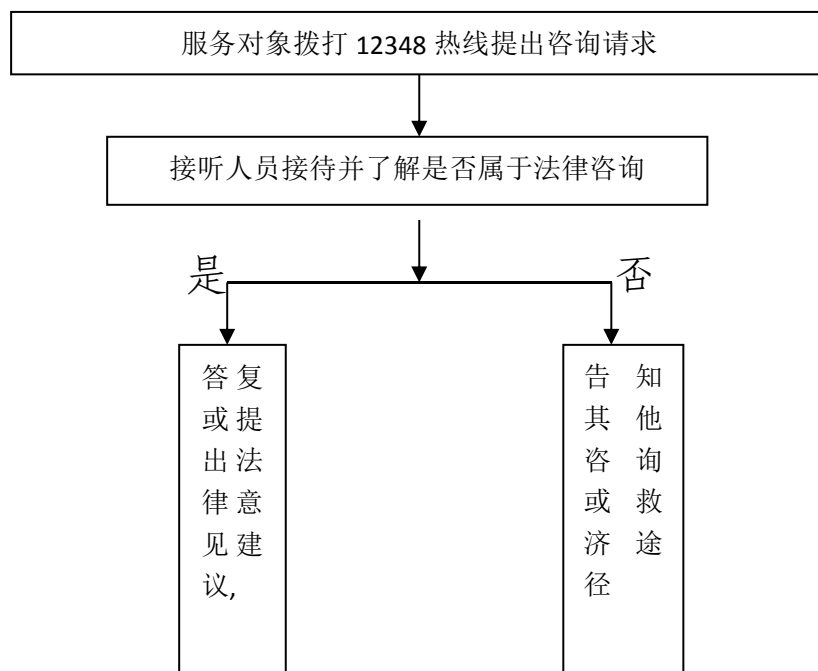 服务对象拨打 12348 热线提出咨询请求
接听人员接待并了解是否属于法律咨询
是
否
答复
或提
出法
律意
见建
议,
告知
其他
咨询
或救
济途
径